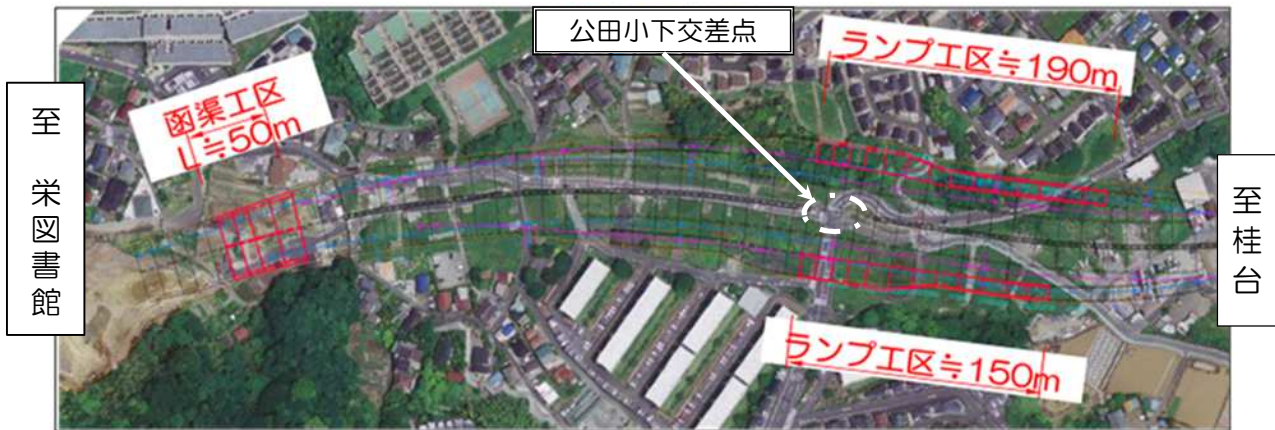 公田小下交差点
ランプ工区≒190m
函渠工区
L≒50m
至 栄図書館
至桂台
ランプ工区≒150m